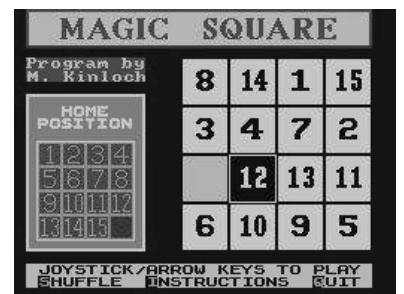 MAGIC SQUARE
Program by
M. Kinloch
HOME
POSITION
1 2 3 4
5 6 7 8
9 10 11 12
13 14 15
8 14 1 15
3 4 7 2
12 13 11
6 10 9 5
JOYSTICK/ARROW KEYS TO PLAY
SHUFFLE INSTRUCTIONS QUIT